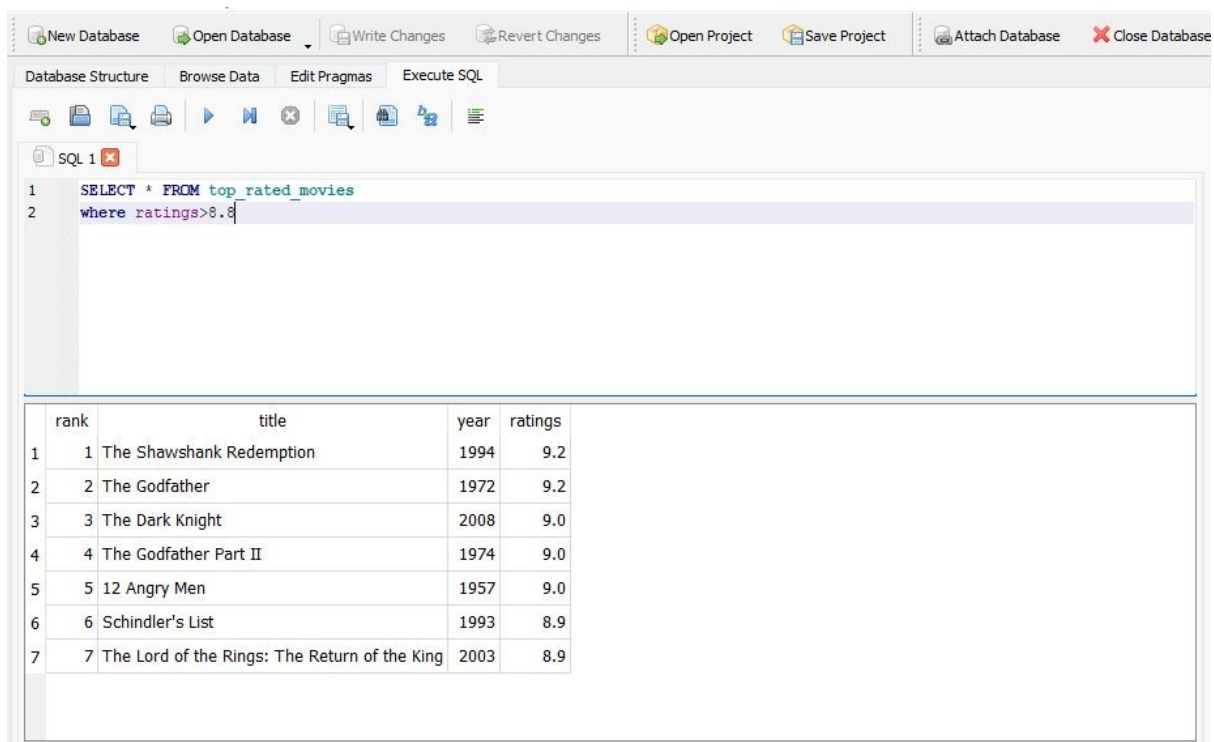 New Database Open Database Write Changes Revert Changes Open Project Save Project Attach Database Close Database
Database Structure Browse Data Edit Pragmas Execute SQL
SQL 1
1 SELECT * FROM top_rated_movies
2 where ratings>8.8
rank title year ratings
1 1 The Shawshank Redemption 1994 9.2
2 2 The Godfather 1972 9.2
3 3 The Dark Knight 2008 9.0
4 4 The Godfather Part II 1974 9.0
5 5 12 Angry Men 1957 9.0
6 6 Schindler's List 1993 8.9
7 7 The Lord of the Rings: The Return of the King 2003 8.9